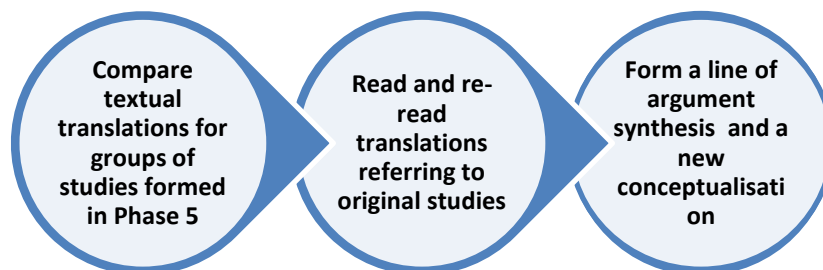 Compare
textual
translations for
groups of
studies formed
in Phase 5
Read and re-
read
translations
referring to
original studies
Form a line of
argument
synthesis and a
new
conceptualisati
on